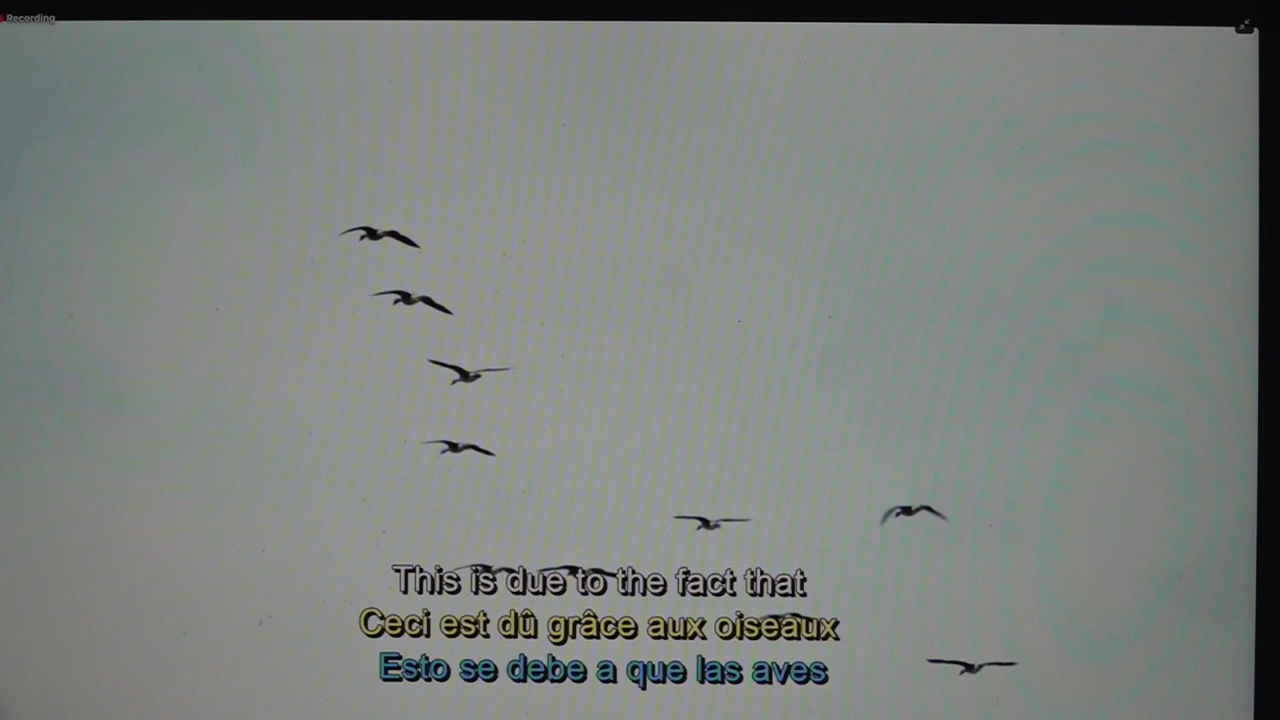 Recording
This is due to the fact that
Ceci est dû grâce aux oiseaux
Esto se debe a que las aves